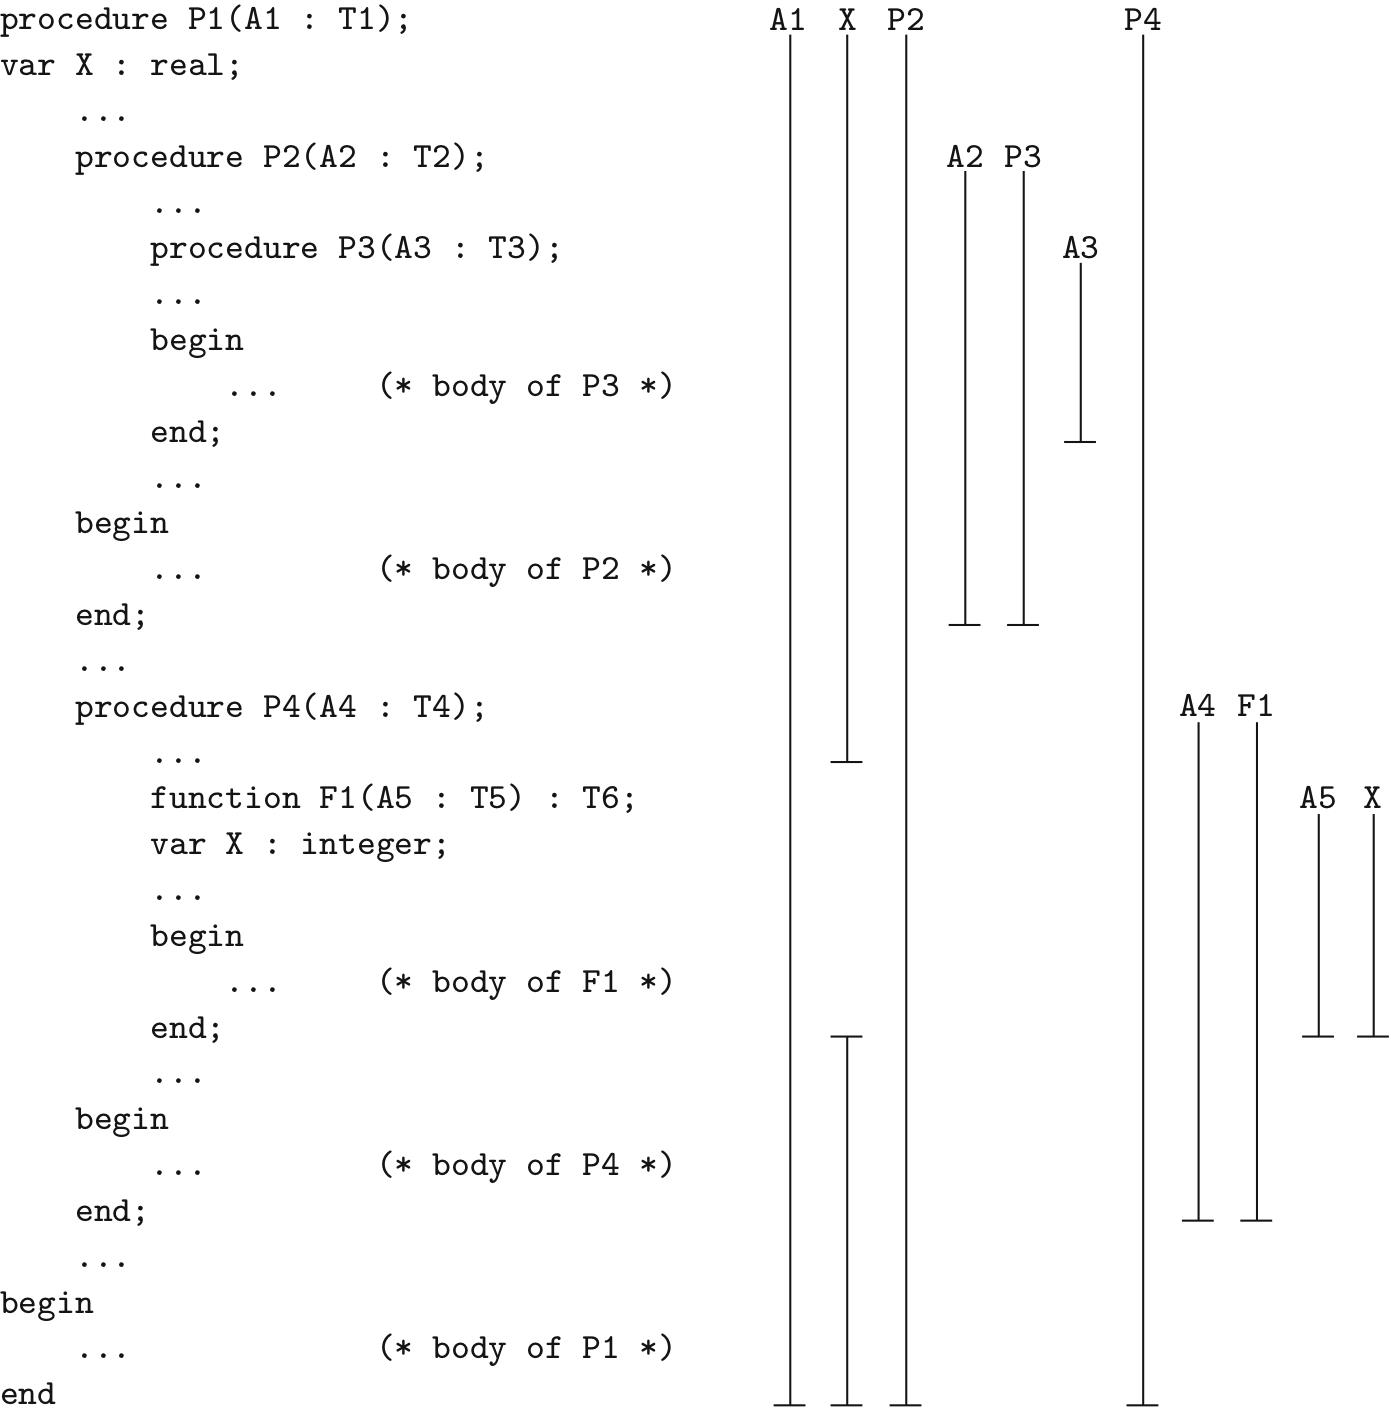 procedure P1(A1 : T1); A1 X P2 P4
var X : real;
...
procedure P2(A2 : T2); A2 P3
...
procedure P3(A3 : T3); A3
...
begin
... (* body of P3 *)
end;
...
begin
... (* body of P2 *)
end;
...
procedure P4(A4 : T4); A4 F1
...
function F1(A5 : T5) : T6; A5 X
var X : integer;
...
begin
... (* body of F1 *)
end;
...
begin
... (* body of P4 *)
end;
...
begin
... (* body of P1 *)
end